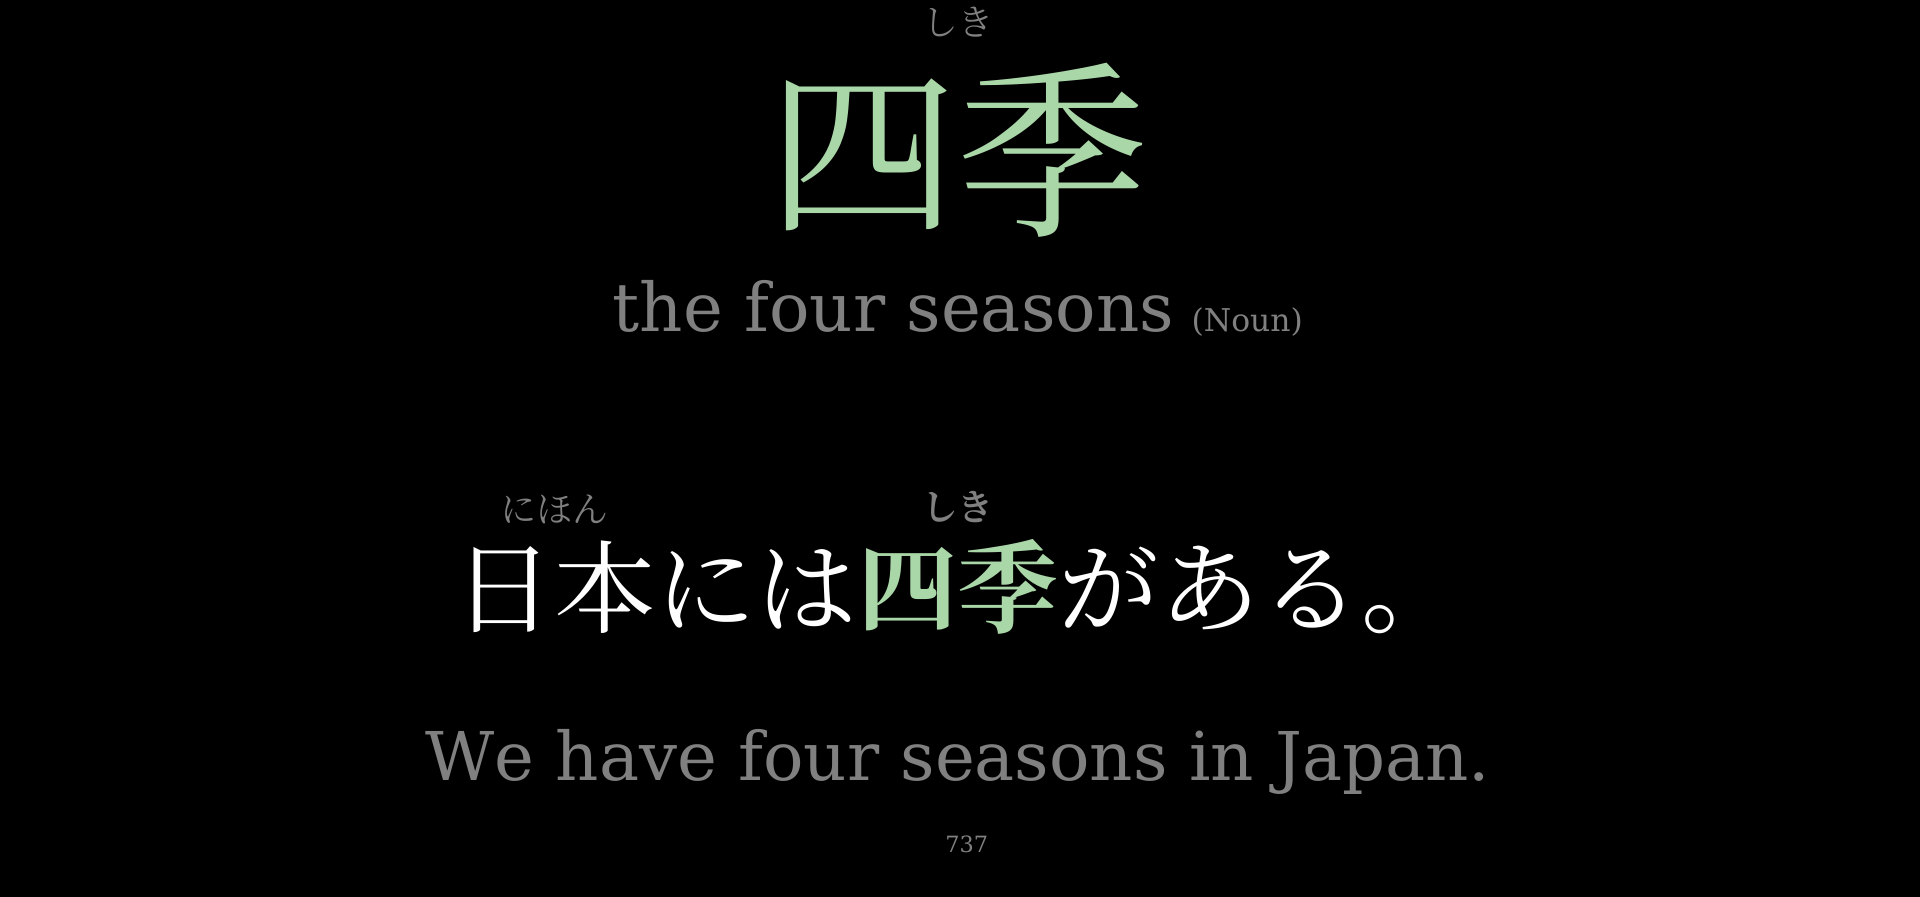 しき
四季
the four seasons (Noun)
にほん しき
日本には四季がある。
We have four seasons in Japan.
737